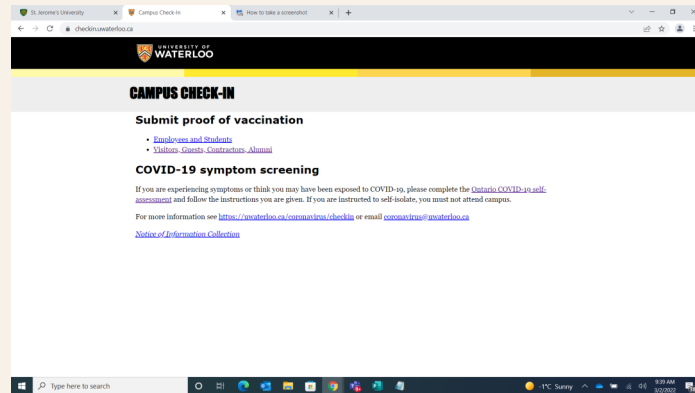 St. Jerome's University
Campus Check-In
How to take a screenshot
checkin.uwaterloo.ca
UNIVERSITY OF
WATERLOO
CAMPUS CHECK-IN
Submit proof of vaccination
Employees and Students
Visitors, Guests, Contractors, Alumni
COVID-19 symptom screening
If you are experiencing symptoms or think you may have been exposed to COVID-19, please complete the Ontario COVID-19 self-
assessment and follow the instructions you are given. If you are instructed to self-isolate, you must not attend campus.
For more information see https://uwaterloo.ca/coronavirus/checkin or email coronavirus@uwaterloo.ca
Notice of Information Collection
Type here to search
-1°C Sunny
9:39 AM
3/2/2022